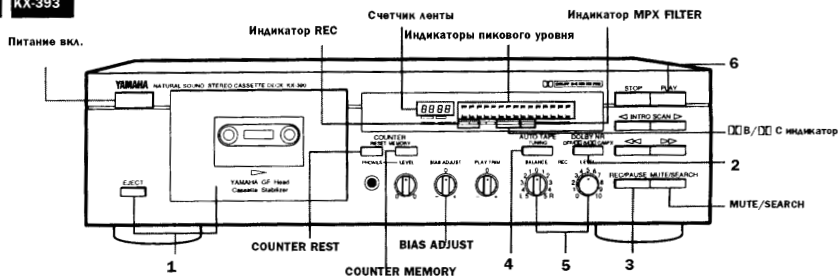 KX-393
Счетчик ленты
Индикатор MPX FILTER
Индикатор REC
Индикаторы пикового уровня
Питание вкл.
6
YAMAHA NATURAL SOUND STEREO CASSETTE DECK KX-390
STOP PLAY
8888
INTRO SCAN
B/ C индикатор
COUNTER
RESET MEMORY
AUTO TAPE
TUNING
DOLBY NR
2
PHONES LEVEL
BIAS ADJUST
PLAY TRIM
BALANCE
REC LEVEL
YAMAHA GF Head
Cassette Stabilizer
EJECT
REC/PAUSE MUTE/SEARCH
MUTE/SEARCH
COUNTER REST
BIAS ADJUST
1
COUNTER MEMORY
4
5
3